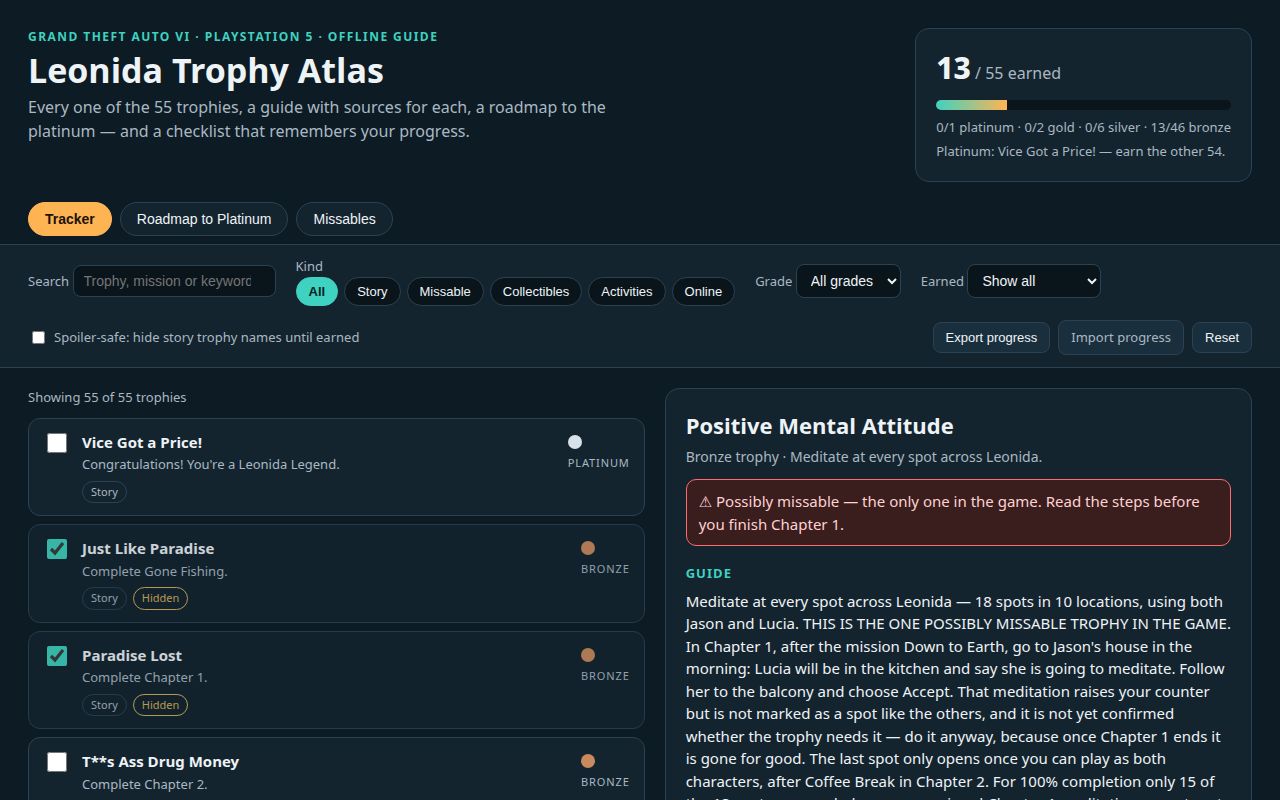 GRAND THEFT AUTO VI · PLAYSTATION 5 · OFFLINE GUIDE
Leonida Trophy Atlas
Every one of the 55 trophies, a guide with sources for each, a roadmap to the
platinum — and a checklist that remembers your progress.
13 / 55 earned
0/1 platinum · 0/2 gold · 0/6 silver · 13/46 bronze
Platinum: Vice Got a Price! — earn the other 54.
Tracker
Roadmap to Platinum
Missables
Search
Trophy, mission or keyword
Kind
All
Story
Missable
Collectibles
Activities
Online
Grade
All grades
Earned
Show all
Spoiler-safe: hide story trophy names until earned
Export progress
Import progress
Reset
Showing 55 of 55 trophies
Vice Got a Price!
Congratulations! You're a Leonida Legend.
Story
PLATINUM
Just Like Paradise
Complete Gone Fishing.
Story
Hidden
BRONZE
Paradise Lost
Complete Chapter 1.
Story
Hidden
BRONZE
T**s Ass Drug Money
Complete Chapter 2.
BRONZE
Positive Mental Attitude
Bronze trophy · Meditate at every spot across Leonida.
⚠ Possibly missable — the only one in the game. Read the steps before
you finish Chapter 1.
GUIDE
Meditate at every spot across Leonida — 18 spots in 10 locations, using both
Jason and Lucia. THIS IS THE ONE POSSIBLY MISSABLE TROPHY IN THE GAME.
In Chapter 1, after the mission Down to Earth, go to Jason's house in the
morning: Lucia will be in the kitchen and say she is going to meditate. Follow
her to the balcony and choose Accept. That meditation raises your counter
but is not marked as a spot like the others, and it is not yet confirmed
whether the trophy needs it — do it anyway, because once Chapter 1 ends it
is gone for good. The last spot only opens once you can play as both
characters, after Coffee Break in Chapter 2. For 100% completion only 15 of